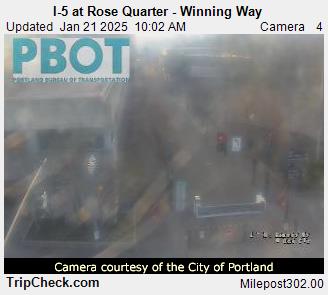 I-5 at Rose Quarter - Winning Way
Updated Jan 21 2025 10:02 AM Camera 4
PBOT
PORTLAND BUREAU OF TRANSPORTATION
Camera courtesy of the City of Portland
TripCheck.com Milepost302.00